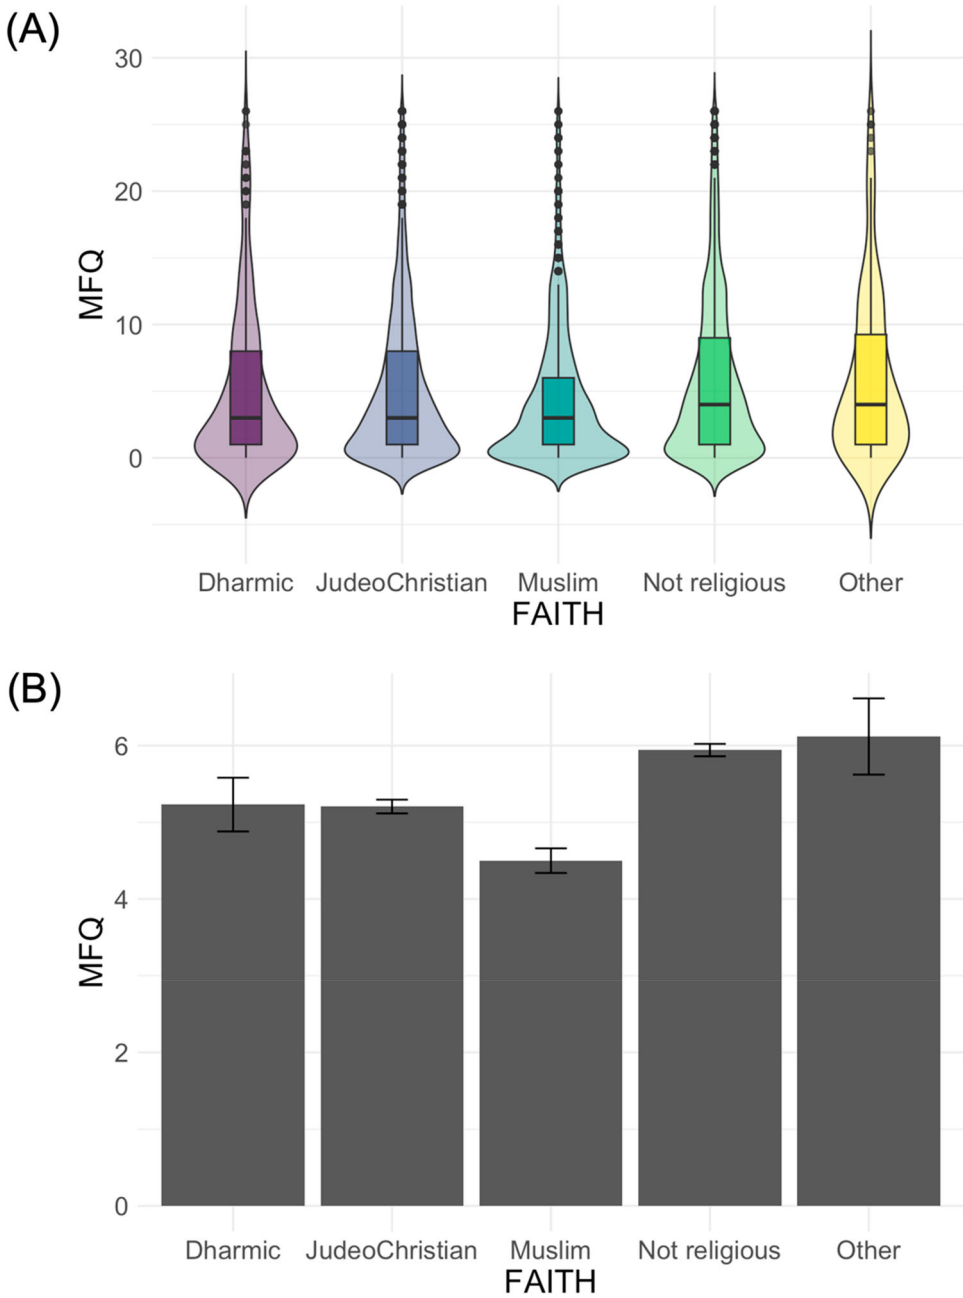 (A)
30
20
10
0
MFQ
Dharmic JudeoChristian Muslim Not religious Other
FAITH
(B)
6
4
2
0
MFQ
Dharmic JudeoChristian Muslim Not religious Other
FAITH